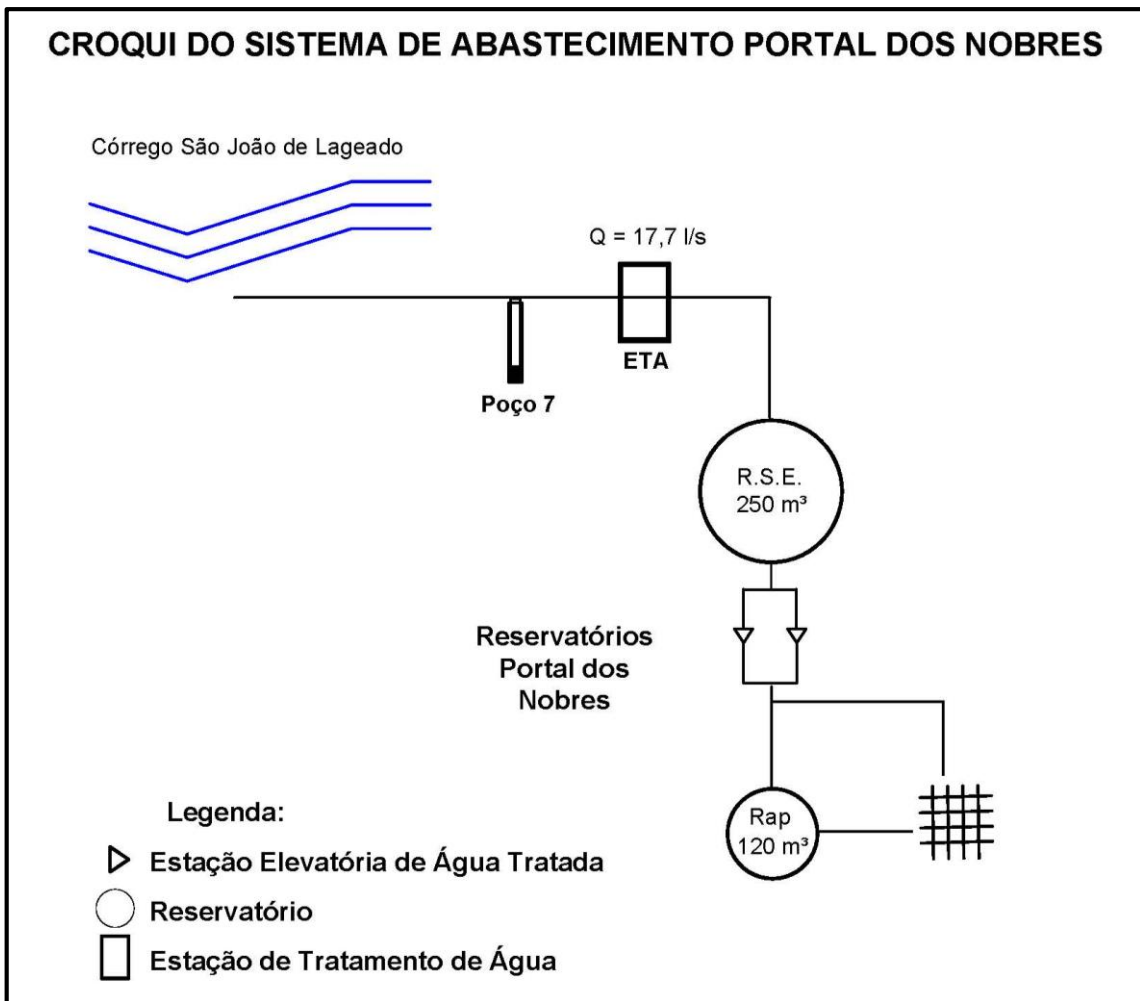 CROQUI DO SISTEMA DE ABASTECIMENTO PORTAL DOS NOBRES
Córrego São João de Lageado
Q = 17,7 l/s
ETA
Poço 7
R.S.E.
250 m³
Reservatórios
Portal dos
Nobres
Rap
120 m³
Legenda:
Estação Elevatória de Água Tratada
Reservatório
Estação de Tratamento de Água